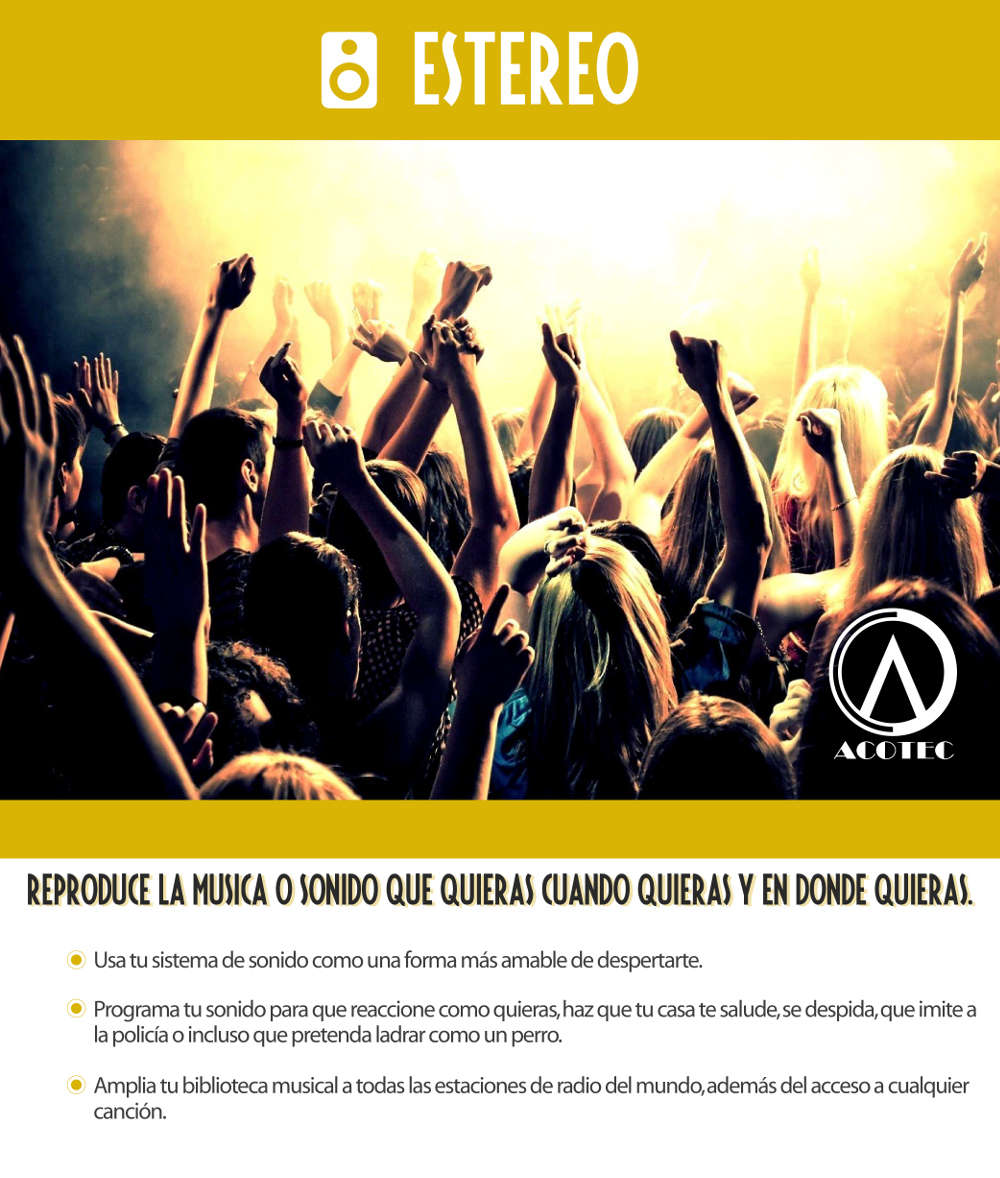 ESTEREO
ACOTEC
REPRODUCE LA MUSICA O SONIDO QUE QUIERAS CUANDO QUIERAS Y EN DONDE QUIERAS.
Usa tu sistema de sonido como una forma más amable de despertarte.
Programa tu sonido para que reaccione como quieras, haz que tu casa te salude, se despida, que imite a
la policía o incluso que pretenda ladrar como un perro.
Amplia tu biblioteca musical a todas las estaciones de radio del mundo, además del acceso a cualquier
canción.